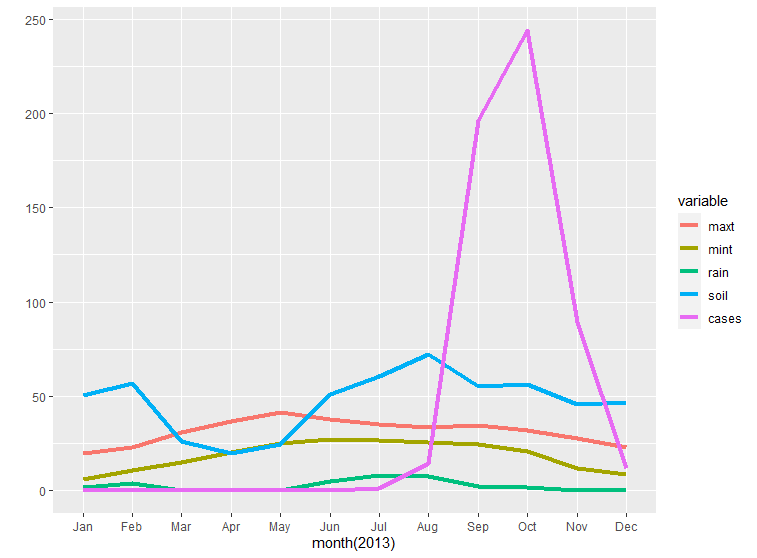 250
200
150
100
50
0
Jan Feb Mar Apr May Jun Jul Aug Sep Oct Nov Dec
month(2013)
variable
maxt
mint
rain
soil
cases